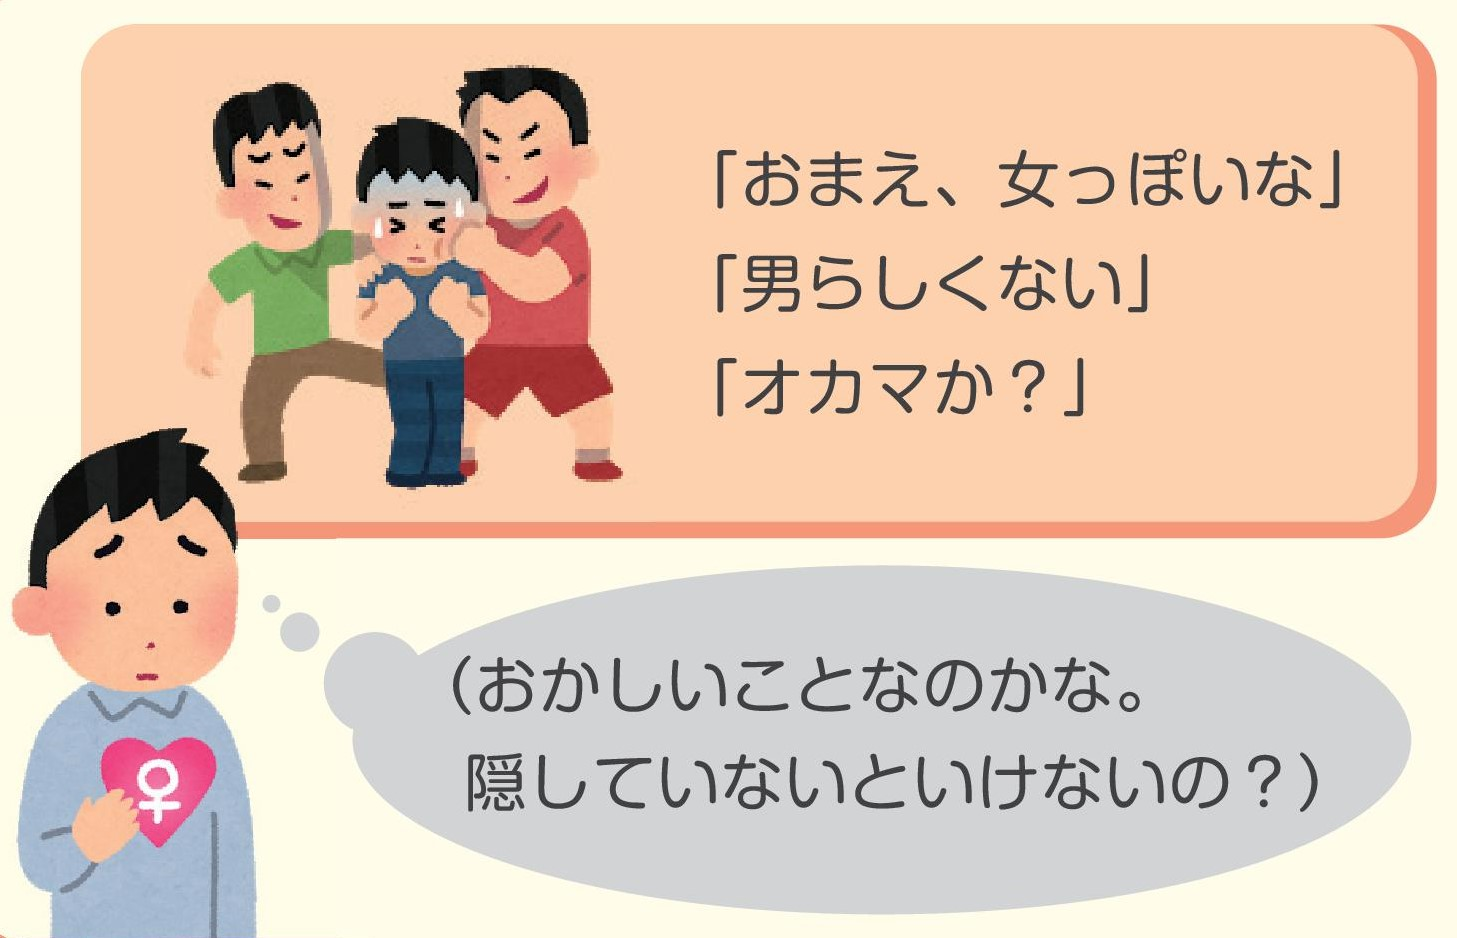 「おまえ、女っぽいな」
「男らしくない」
「オカマか？」
（おかしいことなのかな。
隠していないといけないの？）